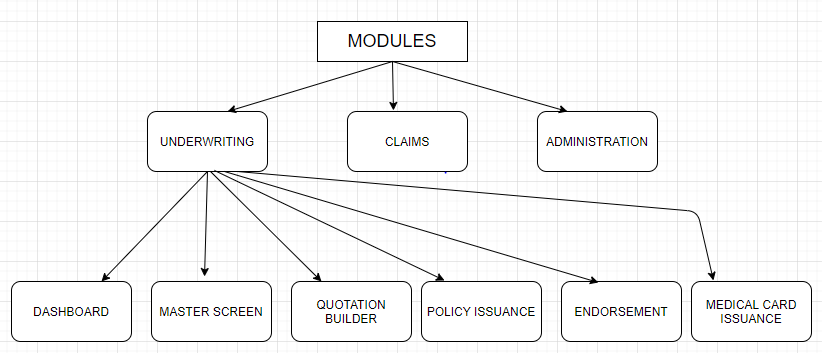 MODULES
UNDERWRITING
CLAIMS
ADMINISTRATION
DASHBOARD
MASTER SCREEN
QUOTATION
BUILDER
POLICY ISSUANCE
ENDORSEMENT
MEDICAL CARD
ISSUANCE